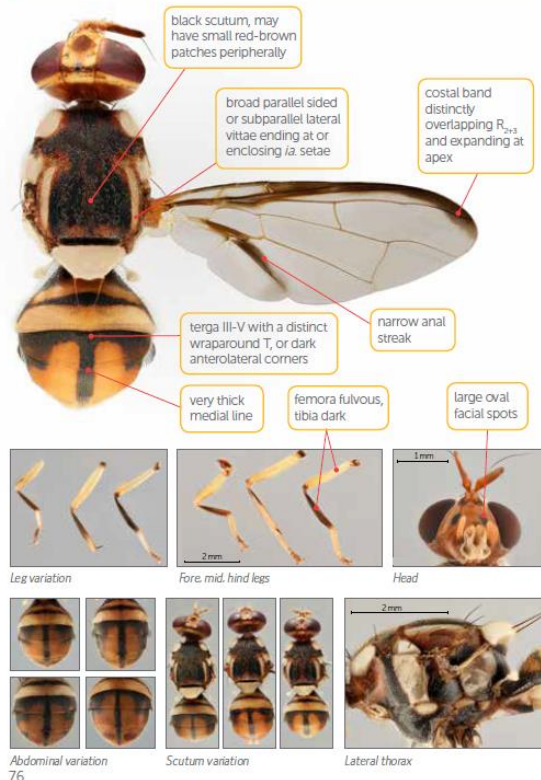 black scutum, may
have small red-brown
patches peripherally
broad parallel sided
or subparallel lateral
vittae ending at or
enclosing ia. setae
costal band
distinctly
overlapping R2+3
and expanding at
apex
narrow anal
streak
terga III-V with a distinct
wraparound T, or dark
anterolateral corners
very thick
medial line
femora fulvous,
tibia dark
large oval
facial spots
1 mm
2 mm
Leg variation
Fore. mid. hind legs
Head
2 mm
Abdominal variation
Scutum variation
Lateral thorax
76